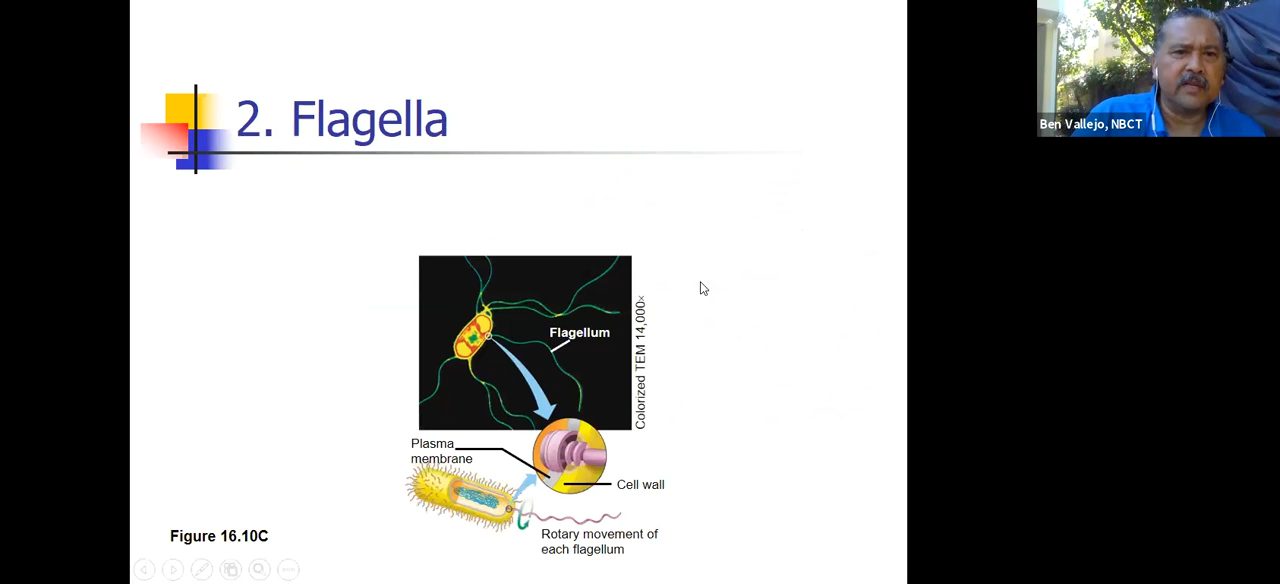 2. Flagella
Ben Vallejo, NBCT
Flagellum
Colorized TEM 14,000×
Plasma
membrane
Cell wall
Rotary movement of
each flagellum
Figure 16.10C